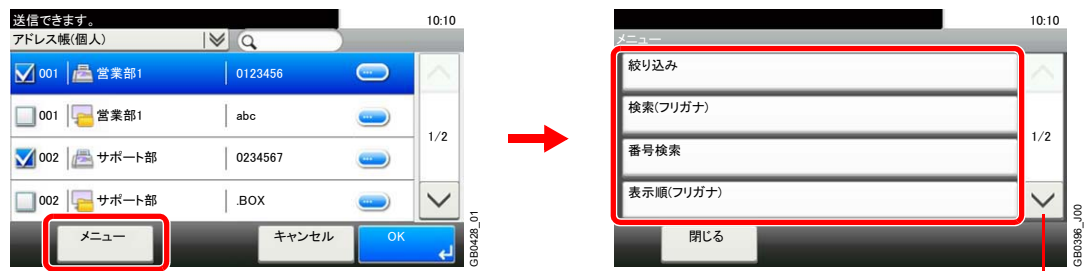 送信できます。
10:10
アドレス帳(個人)
001 営業部1 0123456
001 営業部1 abc
1/2
002 サポート部 0234567
002 サポート部 .BOX
メニュー キャンセル OK
GB0428_01
10:10
メニュー
絞り込み
検索(フリガナ)
1/2
番号検索
表示順(フリガナ)
閉じる
GB0396_J00